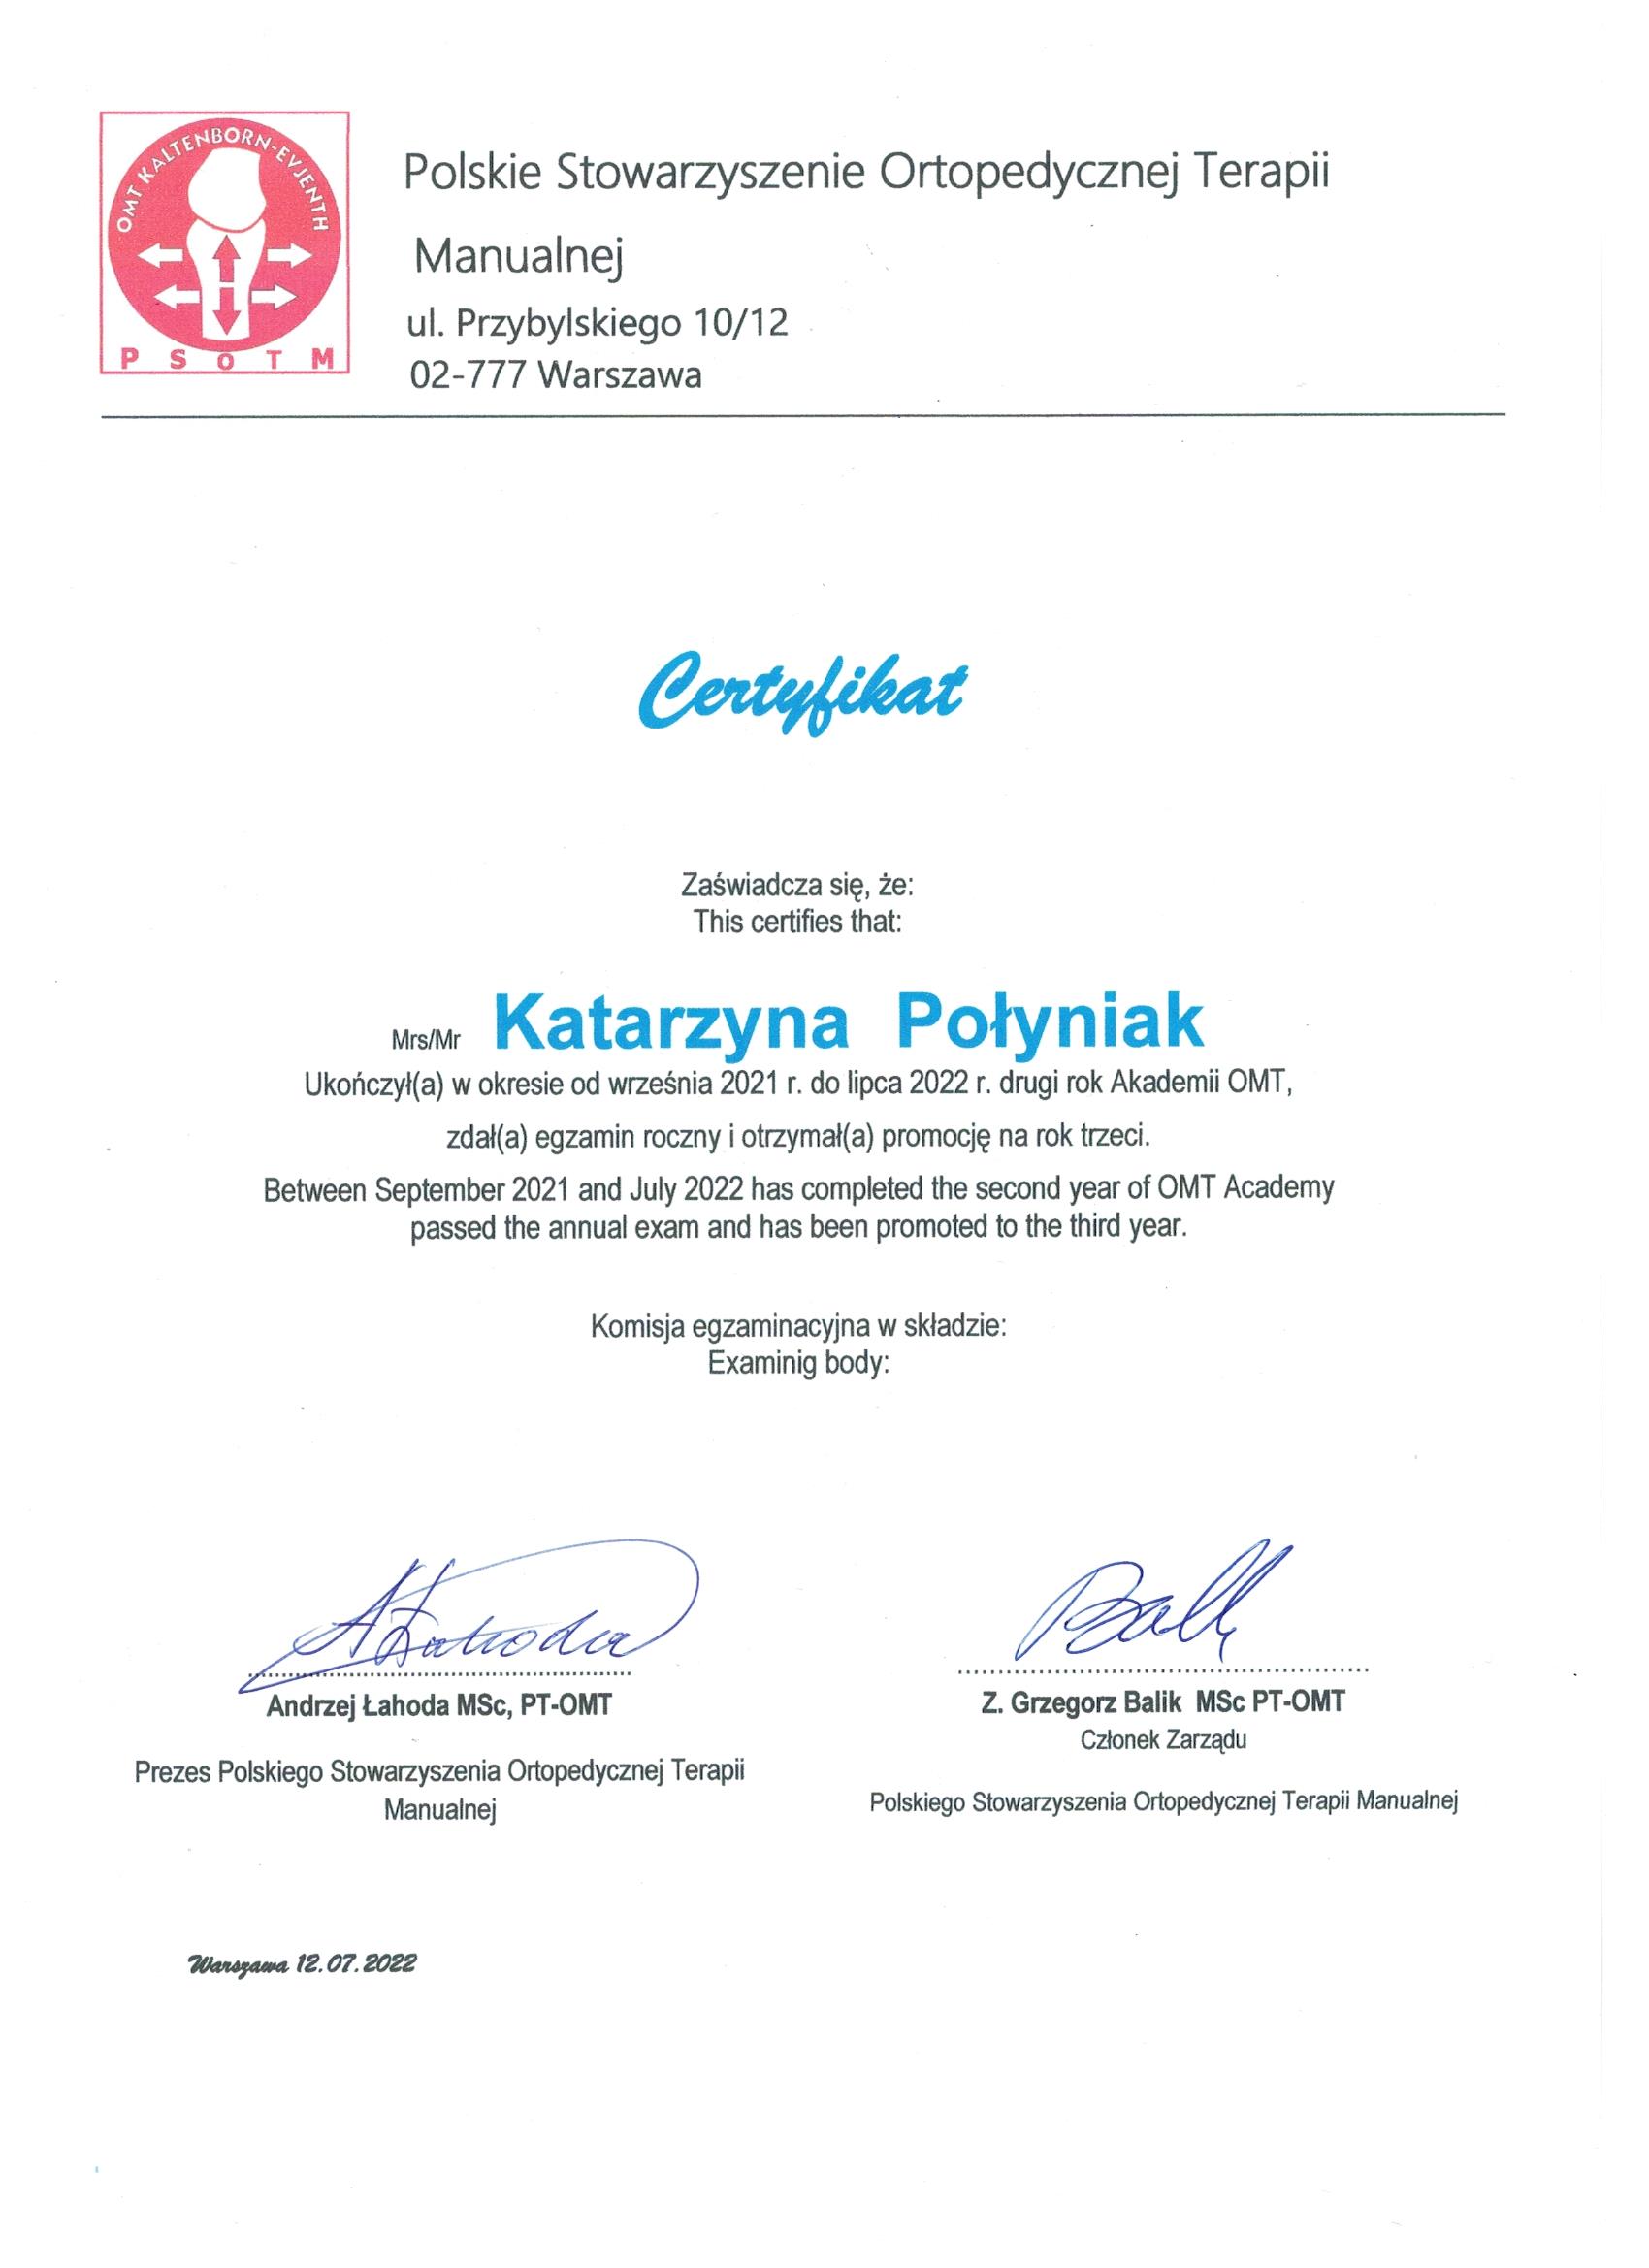 OMT KALTENBORN-EVJENTH
H
P S O T M
Polskie Stowarzyszenie Ortopedycznej Terapii
Manualnej
ul. Przybylskiego 10/12
02-777 Warszawa
Certyfikat
Zaświadcza się, że:
This certifies that:
Mrs/Mr Katarzyna Połyniak
Ukończył(a) w okresie od września 2021 r. do lipca 2022 r. drugi rok Akademii OMT,
zdał(a) egzamin roczny i otrzymał(a) promocję na rok trzeci.
Between September 2021 and July 2022 has completed the second year of OMT Academy
passed the annual exam and has been promoted to the third year.
Komisja egzaminacyjna w składzie:
Examinig body:
AŁahoda
Andrzej Łahoda MSc, PT-OMT
Prezes Polskiego Stowarzyszenia Ortopedycznej Terapii
Manualnej
Z. Grzegorz Balik MSc PT-OMT
Członek Zarządu
Polskiego Stowarzyszenia Ortopedycznej Terapii Manualnej
Warszawa 12.07.2022